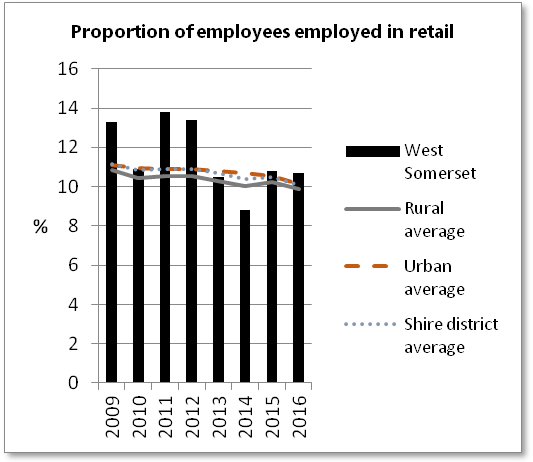 Proportion of employees employed in retail
16
14
12
10
8
6
4
2
0
%
2009
2010
2011
2012
2013
2014
2015
2016
West
Somerset
Rural
average
Urban
average
Shire district
average